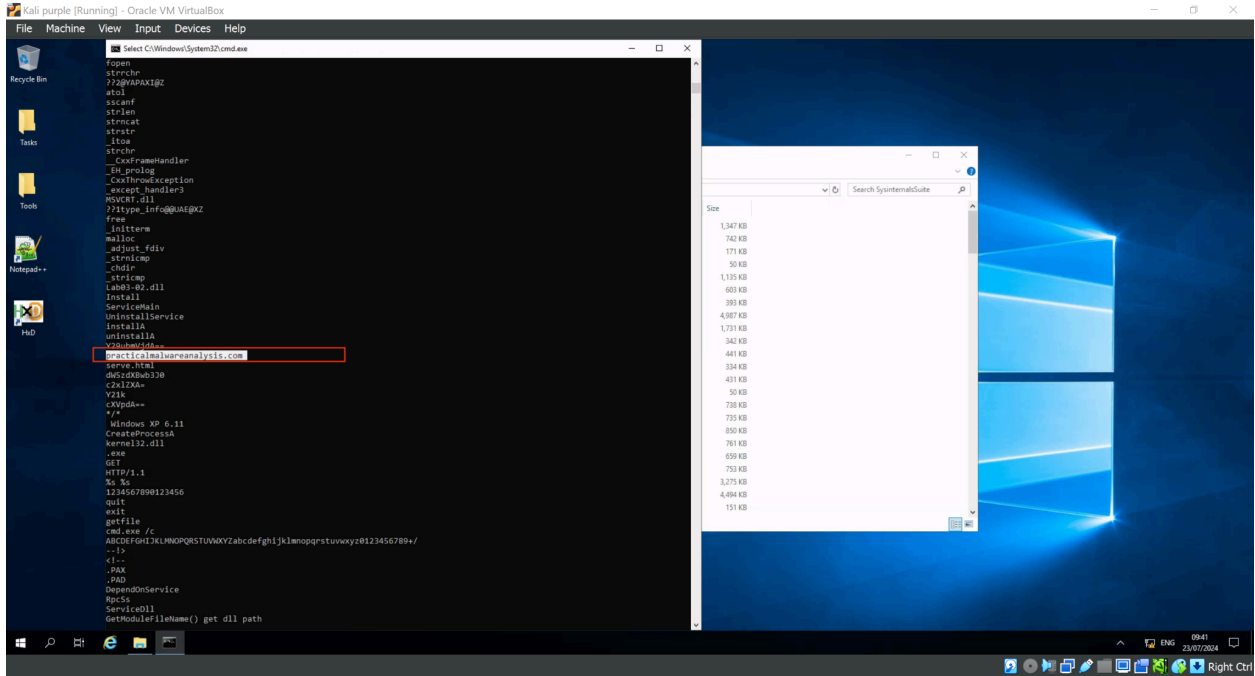 Kali purple [Running] - Oracle VM VirtualBox
File Machine View Input Devices Help
Recycle Bin
Tasks
Tools
Notepad++
HxD
Select C:\Windows\System32\cmd.exe
fopen
strrchr
??2@YAPAXI@Z
atol
sscanf
strlen
strncat
strstr
_itoa
strchr
__CxxFrameHandler
_EH_prolog
_CxxThrowException
_except_handler3
MSVCRT.dll
??1type_info@@UAE@XZ
free
_initterm
malloc
_adjust_fdiv
_strnicmp
_chdir
_stricmp
Lab03-02.dll
Install
ServiceMain
UninstallService
installA
uninstallA
Y29ubmVjdA==
practicalmalwareanalysis.com
serve.html
dW5zdXBwb3J0
c2xlZXA=
Y21k
cXVpdA==
*/*
Windows XP 6.11
CreateProcessA
kernel32.dll
.exe
GET
HTTP/1.1
%s %s
1234567890123456
quit
exit
getfile
cmd.exe /c
ABCDEFGHIJKLMNOPQRSTUVWXYZabcdefghijklmnopqrstuvwxyz0123456789+/
--!>
<!--
.PAX
.PAD
DependOnService
RpcSs
ServiceDll
GetModuleFileName() get dll path
Search SysinternalsSuite
Size
1,347 KB
742 KB
171 KB
50 KB
1,135 KB
603 KB
393 KB
4,987 KB
1,731 KB
342 KB
441 KB
334 KB
431 KB
50 KB
738 KB
735 KB
850 KB
761 KB
659 KB
753 KB
3,275 KB
4,494 KB
151 KB
ENG
09:41
23/07/2024
Right Ctrl